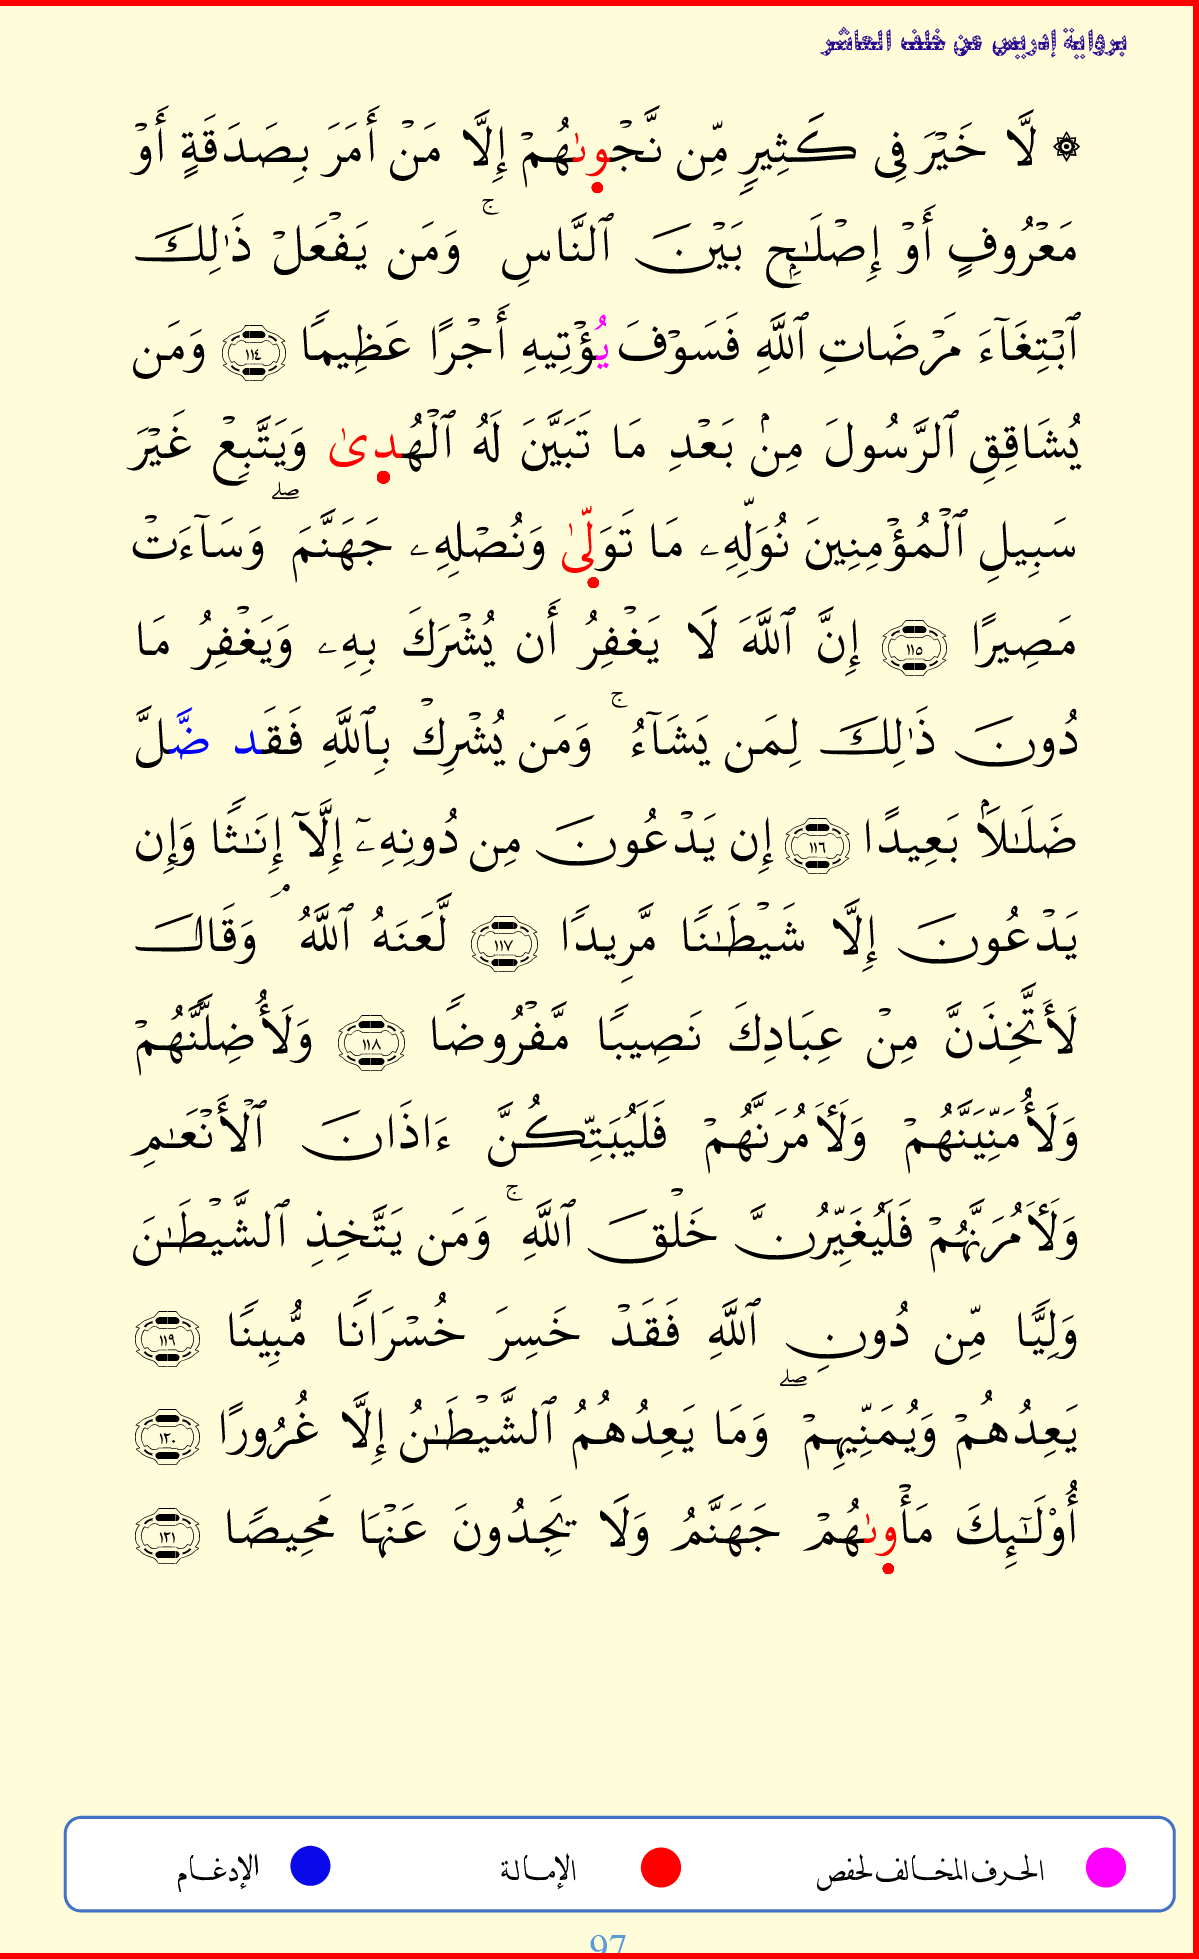 برواية إدريس عن خلف العاشر
۞ لَّا خَيْرَ فِى كَثِيرٍ مِّن نَّجْوىٰهُمْ إِلَّا مَنْ أَمَرَ بِصَدَقَةٍ أَوْ
مَعْرُوفٍ أَوْ إِصْلَٰحٍۭ بَيْنَ ٱلنَّاسِ ۚ وَمَن يَفْعَلْ ذَٰلِكَ
ٱبْتِغَآءَ مَرْضَاتِ ٱللَّهِ فَسَوْفَ يُؤْتِيهِ أَجْرًا عَظِيمًا ١١٤ وَمَن
يُشَاقِقِ ٱلرَّسُولَ مِنۢ بَعْدِ مَا تَبَيَّنَ لَهُ ٱلْهُدىٰ وَيَتَّبِعْ غَيْرَ
سَبِيلِ ٱلْمُؤْمِنِينَ نُوَلِّهِۦ مَا تَوَلّىٰ وَنُصْلِهِۦ جَهَنَّمَ ۖ وَسَآءَتْ
مَصِيرًا ١١٥ إِنَّ ٱللَّهَ لَا يَغْفِرُ أَن يُشْرَكَ بِهِۦ وَيَغْفِرُ مَا
دُونَ ذَٰلِكَ لِمَن يَشَآءُ ۚ وَمَن يُشْرِكْ بِٱللَّهِ فَقَد ضَّلَّ
ضَلَٰلًۢا بَعِيدًا ١١٦ إِن يَدْعُونَ مِن دُونِهِۦٓ إِلَّآ إِنَٰثًا وَإِن
يَدْعُونَ إِلَّا شَيْطَٰنًا مَّرِيدًا ١١٧ لَّعَنَهُ ٱللَّهُ ۘ وَقَالَ
لَأَتَّخِذَنَّ مِنْ عِبَادِكَ نَصِيبًا مَّفْرُوضًا ١١٨ وَلَأُضِلَّنَّهُمْ
وَلَأُمَنِّيَنَّهُمْ وَلَـَٔامُرَنَّهُمْ فَلَيُبَتِّكُنَّ ءَاذَانَ ٱلْأَنْعَٰمِ
وَلَـَٔامُرَنَّهُمْ فَلَيُغَيِّرُنَّ خَلْقَ ٱللَّهِ ۚ وَمَن يَتَّخِذِ ٱلشَّيْطَٰنَ
وَلِيًّا مِّن دُونِ ٱللَّهِ فَقَدْ خَسِرَ خُسْرَانًا مُّبِينًا ١١٩
يَعِدُهُمْ وَيُمَنِّيهِمْ ۖ وَمَا يَعِدُهُمُ ٱلشَّيْطَٰنُ إِلَّا غُرُورًا ١٢٠
أُو۟لَٰٓئِكَ مَأْوىٰهُمْ جَهَنَّمُ وَلَا يَجِدُونَ عَنْهَا مَحِيصًا ١٢١
الحرف المخالف لحفص الإمالة الإدغام
97